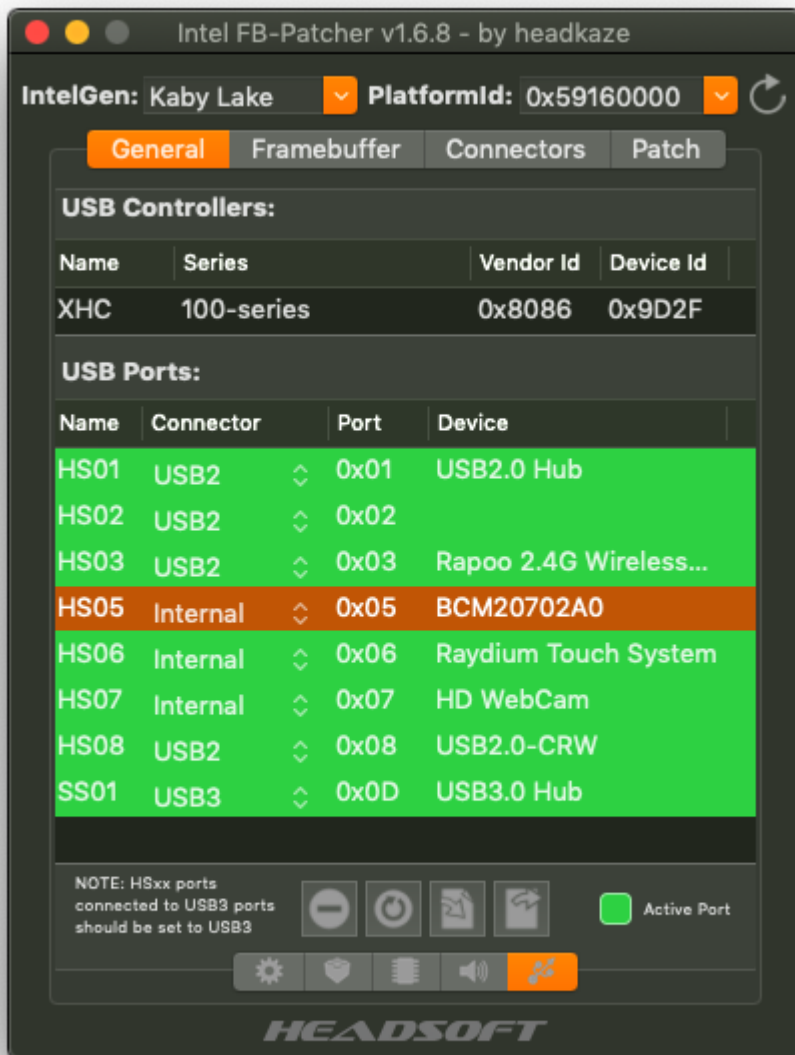 Intel FB-Patcher v1.6.8 - by headkaze
IntelGen: Kaby Lake PlatformId: 0x59160000
General Framebuffer Connectors Patch
USB Controllers:
Name Series Vendor Id Device Id
XHC 100-series 0x8086 0x9D2F
USB Ports:
Name Connector Port Device
HS01 USB2 0x01 USB2.0 Hub
HS02 USB2 0x02
HS03 USB2 0x03 Rapoo 2.4G Wireless...
HS05 Internal 0x05 BCM20702A0
HS06 Internal 0x06 Raydium Touch System
HS07 Internal 0x07 HD WebCam
HS08 USB2 0x08 USB2.0-CRW
SS01 USB3 0x0D USB3.0 Hub
NOTE: HSxx ports
connected to USB3 ports
should be set to USB3
Active Port
HEADSOFT